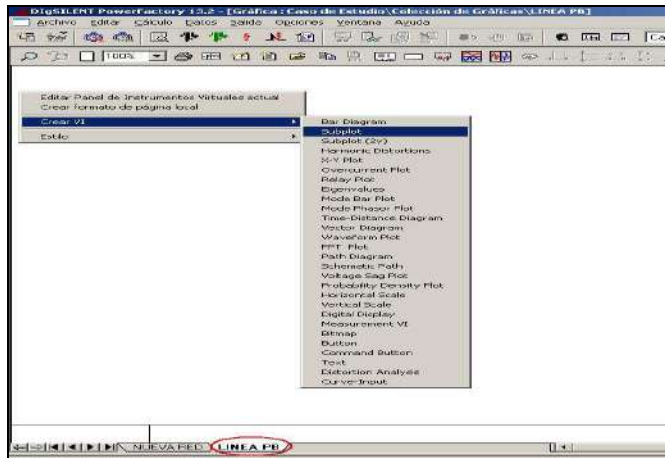 DIgSILENT PowerFactory 13.2 - [Gráfica : Caso de Estudio\Colección de Gráficas\LINEA PB]
Archivo Editar Cálculo Datos Salida Opciones Ventana Ayuda
100%
Editar Panel de Instrumentos Virtuales actual
Crear formato de página local
Crear VI
Estilo
Bar Diagram
Subplot
Subplot (2y)
Harmonic Distortions
X-Y Plot
Overcurrent Plot
Relay Plot
Eigenvalues
Mode Bar Plot
Mode Phasor Plot
Time-Distance Diagram
Vector Diagram
Waveform Plot
FFT Plot
Path Diagram
Schematic Path
Voltage Sag Plot
Probability Density Plot
Horizontal Scale
Vertical Scale
Digital Display
Measurement VI
Bitmap
Button
Command Button
Text
Distortion Analysis
Curve-Input
NUEVA RED LINEA PB